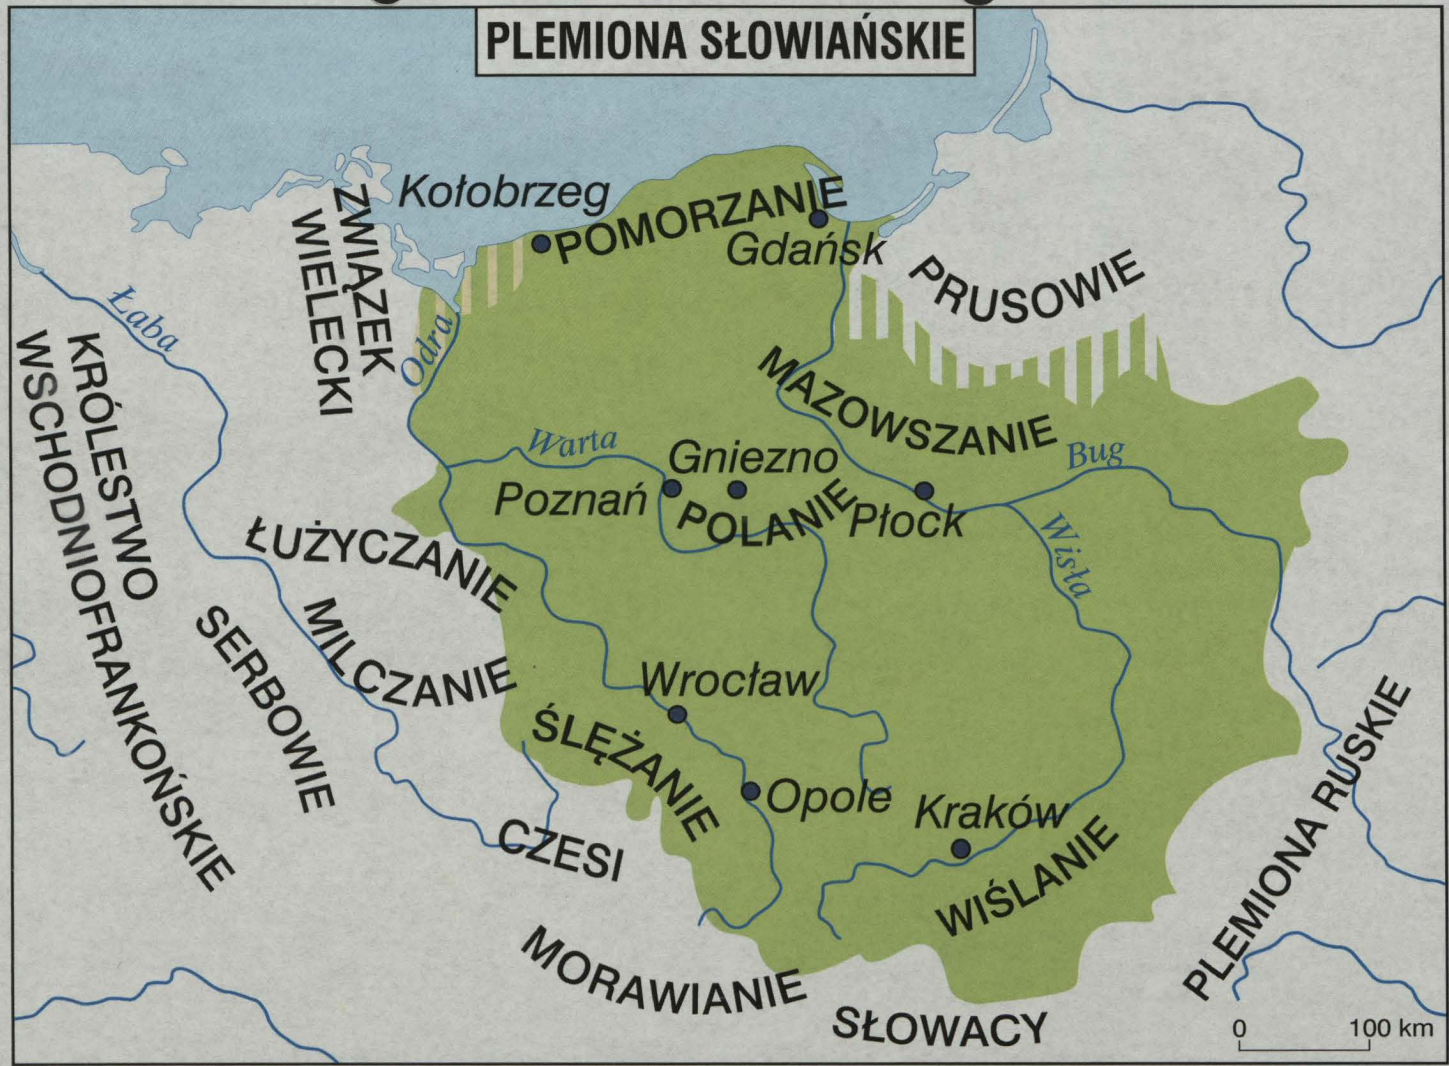 PLEMIONA SŁOWIAŃSKIE
Kołobrzeg
POMORZANIE
Gdańsk
ZWIĄZEK
WIELECKI
PRUSOWIE
Łaba
Odra
KRÓLESTWO
WSCHODNIOFRANKOŃSKIE
MAZOWSZANIE
Warta
Gniezno
Bug
Poznań
POLANIE
Płock
Wisła
ŁUŻYCZANIE
MILCZANIE
SERBOWIE
Wrocław
ŚLĘŻANIE
Opole
Kraków
WIŚLANIE
PLEMIONA RUSKIE
CZESI
MORAWIANIE
SŁOWACY
0 100 km